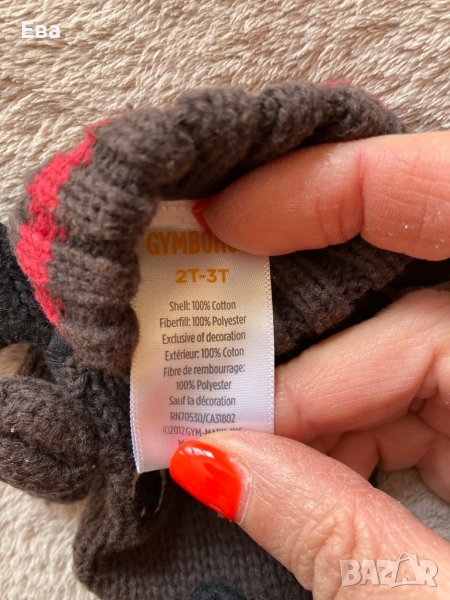 Ева
2T-3T
Shell: 100% Cotton
Fiberfill: 100% Polyester
Exclusive of decoration
Extérieur: 100% Coton
Fibre de rembourrage:
100% Polyester
Sauf la décoration
RN70530/CA31802
BAZAR